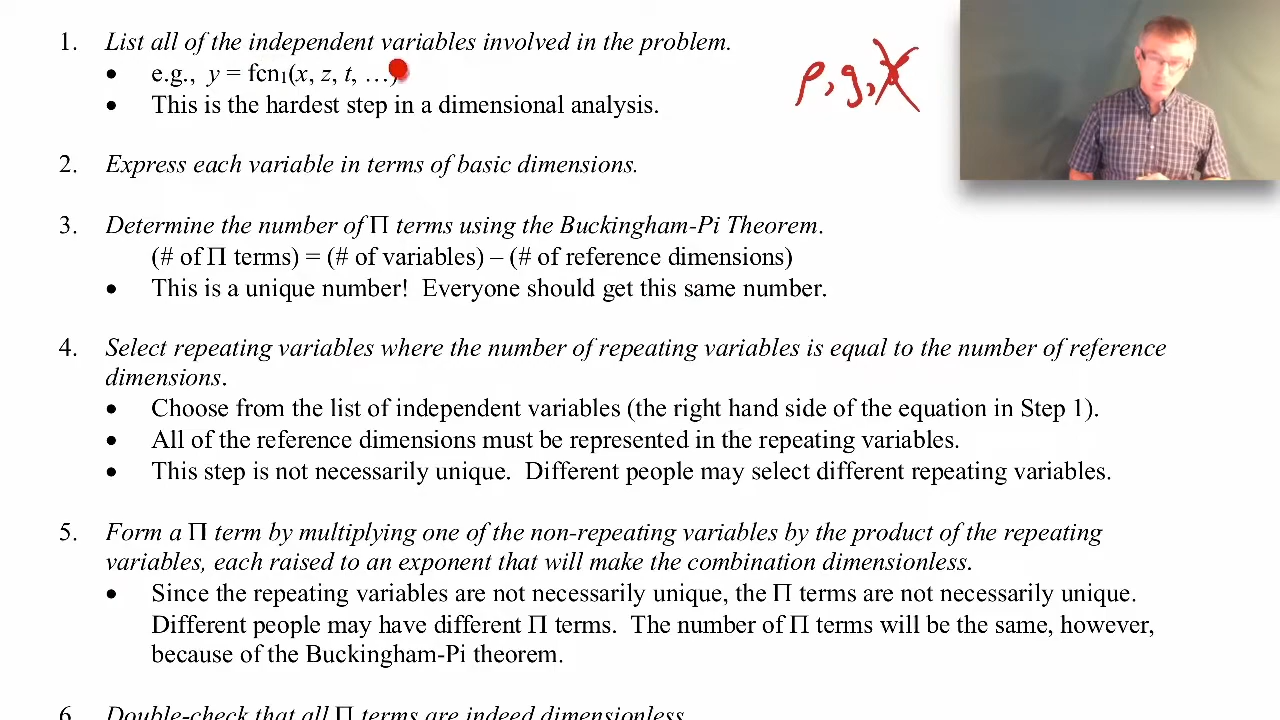 1. List all of the independent variables involved in the problem.
ρ, g, γ
• e.g., y = fcn₁(x, z, t, …)
• This is the hardest step in a dimensional analysis.
2. Express each variable in terms of basic dimensions.
3. Determine the number of Π terms using the Buckingham-Pi Theorem.
(# of Π terms) = (# of variables) – (# of reference dimensions)
• This is a unique number! Everyone should get this same number.
4. Select repeating variables where the number of repeating variables is equal to the number of reference
dimensions.
• Choose from the list of independent variables (the right hand side of the equation in Step 1).
• All of the reference dimensions must be represented in the repeating variables.
• This step is not necessarily unique. Different people may select different repeating variables.
5. Form a Π term by multiplying one of the non-repeating variables by the product of the repeating
variables, each raised to an exponent that will make the combination dimensionless.
• Since the repeating variables are not necessarily unique, the Π terms are not necessarily unique.
Different people may have different Π terms. The number of Π terms will be the same, however,
because of the Buckingham-Pi theorem.
6. Double-check that all Π terms are indeed dimensionless.